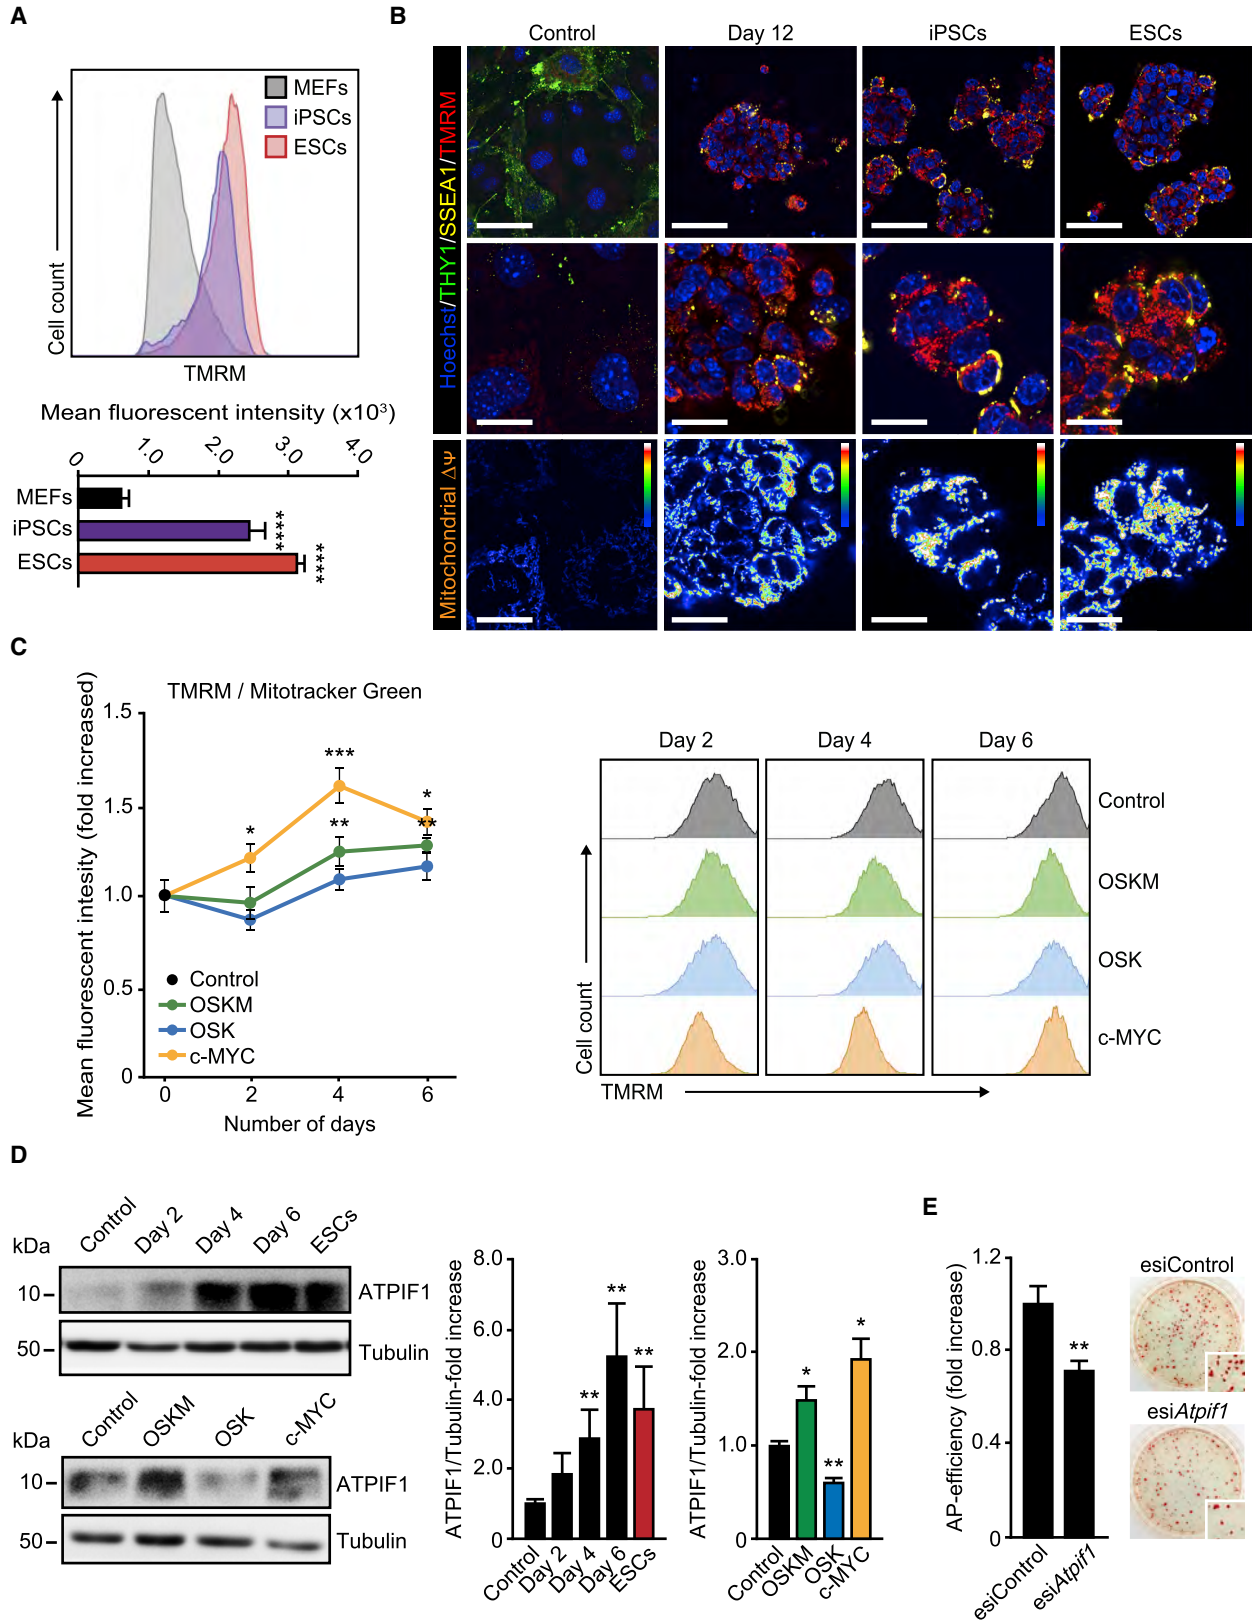 A
MEFs
iPSCs
ESCs
Cell count
TMRM
Mean fluorescent intensity (x10³)
0
1.0
2.0
3.0
4.0
MEFs
iPSCs
****
ESCs
****
B
Control
Day 12
iPSCs
ESCs
Hoechst/THY1/SSEA1/TMRM
Mitochondrial ΔΨ
C
TMRM / Mitotracker Green
Mean fluorescent intesity (fold increased)
1.5
1.5
1.0
0.5
0
***
*
*
**
**
Control
OSKM
OSK
c-MYC
0
2
4
6
Number of days
Day 2
Day 4
Day 6
Control
OSKM
OSK
c-MYC
Cell count
TMRM
D
Control
Day 2
Day 4
Day 6
ESCs
kDa
10
ATPIF1
50
Tubulin
Control
OSKM
OSK
c-MYC
kDa
10
ATPIF1
50
Tubulin
ATPIF1/Tubulin-fold increase
8.0
6.0
4.0
2.0
0
**
**
**
Control
Day 2
Day 4
Day 6
ESCs
ATPIF1/Tubulin-fold increase
3.0
2.0
1.0
0
*
**
*
Control
OSKM
OSK
c-MYC
E
AP-efficiency (fold increase)
1.2
0.8
0.4
0
**
esiControl
esiAtpif1
esiControl
esiAtpif1